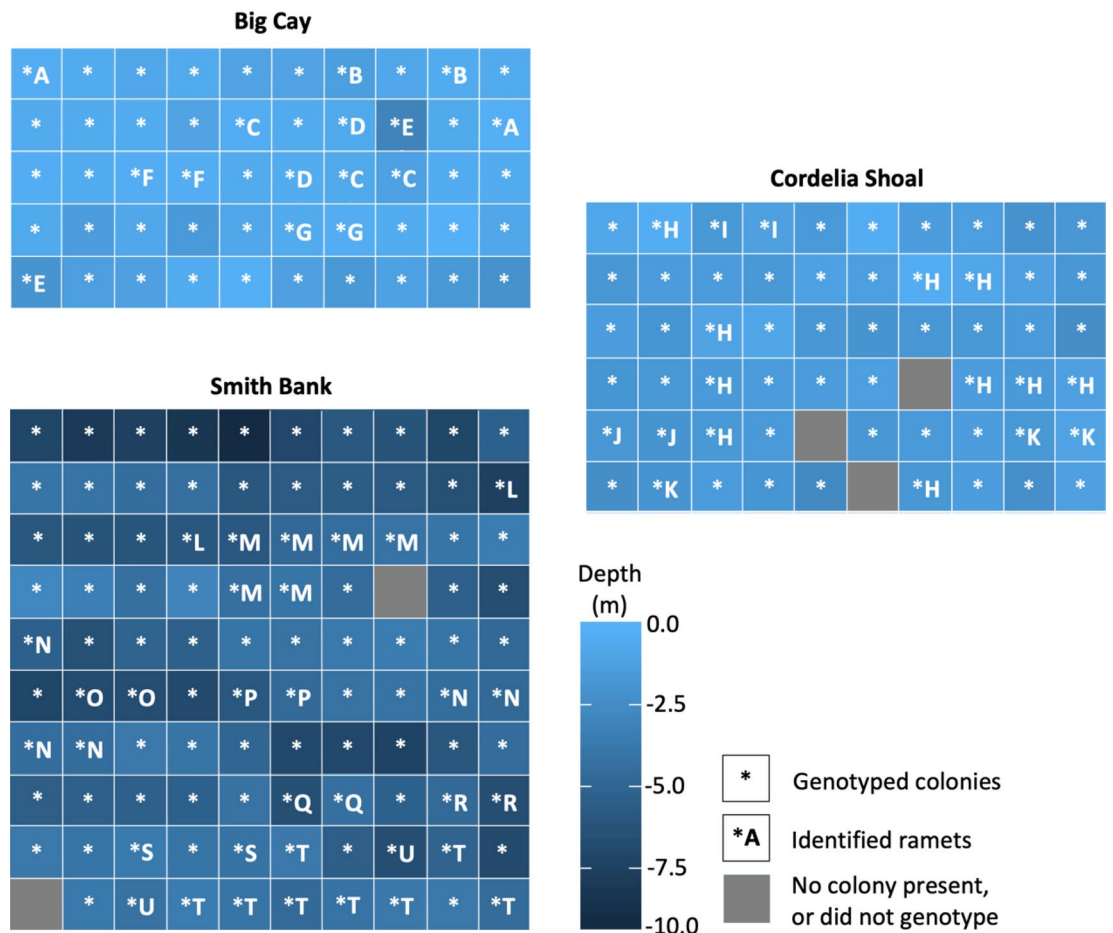 Big Cay
*A * * * * * *B * *B *
* * * * *C * *D *E * *A
* * *F *F * *D *C *C * *
* * * * * *G *G * * *
*E * * * * * * * * *
Cordelia Shoal
* *H *I *I * * * * * *
* * * * * * *H *H * *
* * *H * * * * * * *
* * *H * * * *H *H *H
*J *J *H * * * * *K *K
* *K * * * *H * * *
Smith Bank
* * * * * * * * * *
* * * * * * * * * *L
* * * *L *M *M *M *M * *
* * * * *M *M * * *
*N * * * * * * * * *
* *O *O * *P *P * * *N *N
*N *N * * * * * * * *
* * * * * *Q *Q * *R *R
* * *S * *S *T * *U *T *
* *U *T *T *T *T *T * *T
Depth
(m)
0.0
-2.5
-5.0
-7.5
-10.0
* Genotyped colonies
*A Identified ramets
No colony present,
or did not genotype